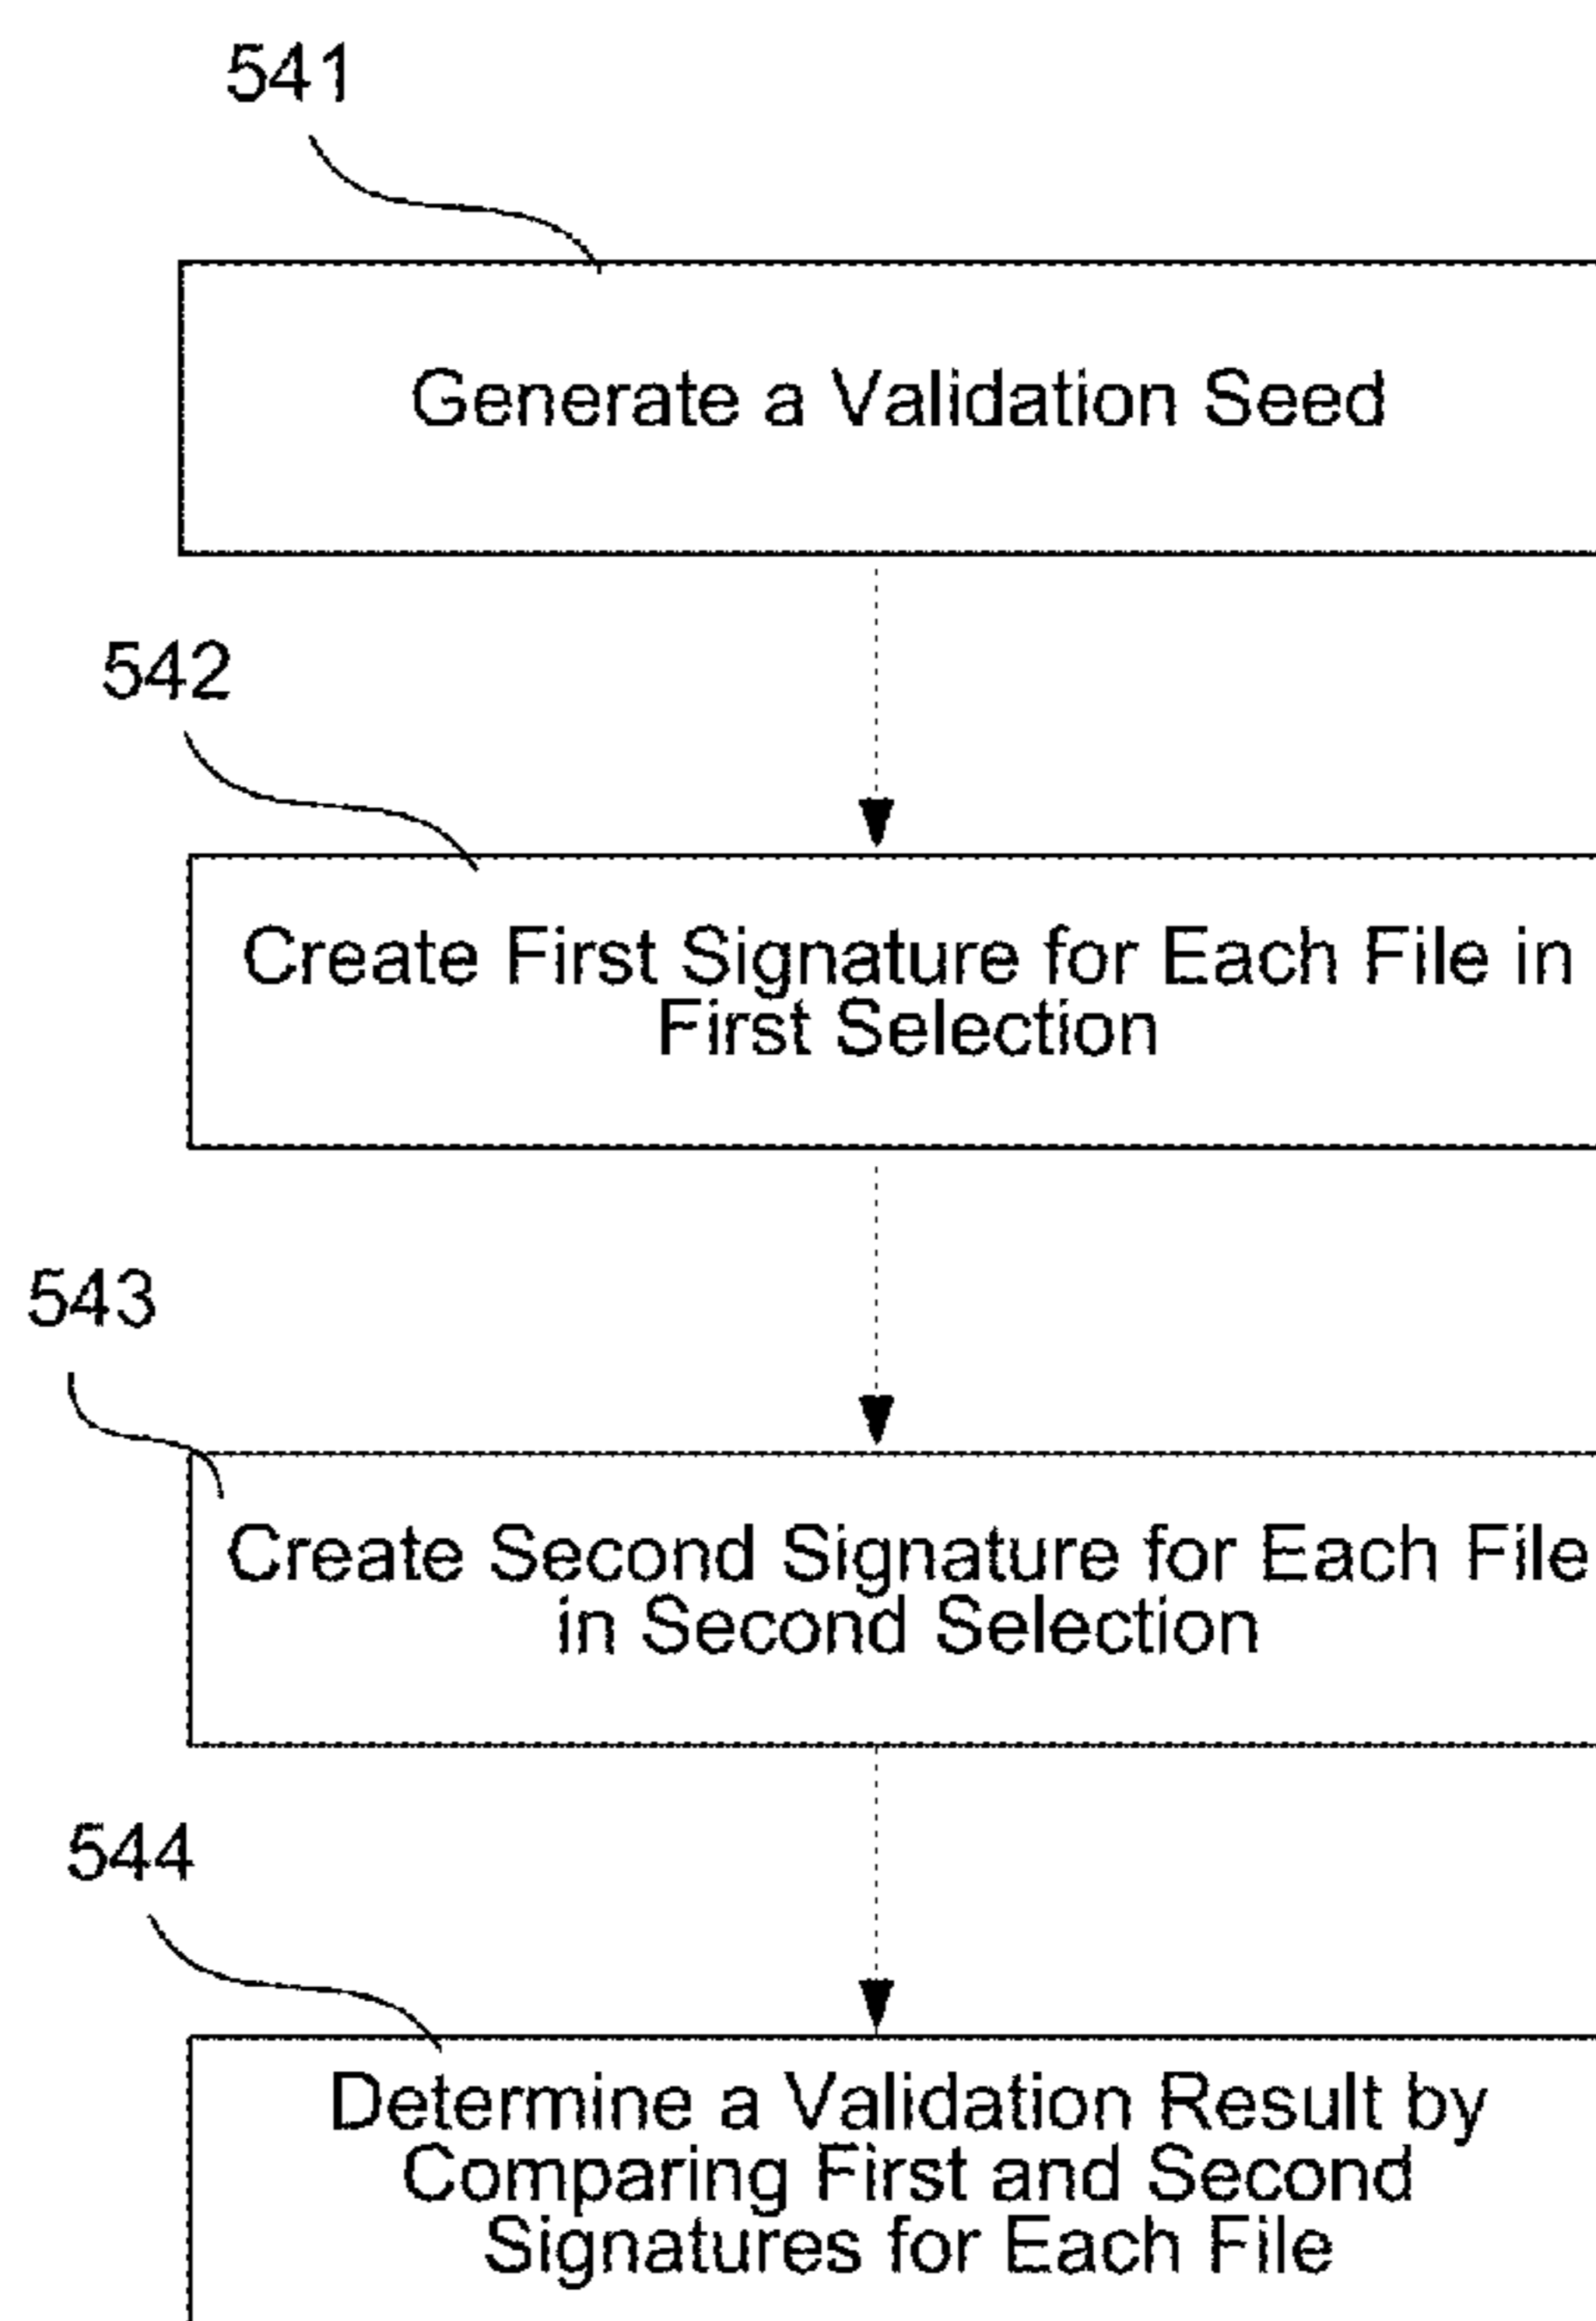 541
Generate a Validation Seed
542
Create First Signature for Each File in
First Selection
543
Create Second Signature for Each File
in Second Selection
544
Determine a Validation Result by
Comparing First and Second
Signatures for Each File